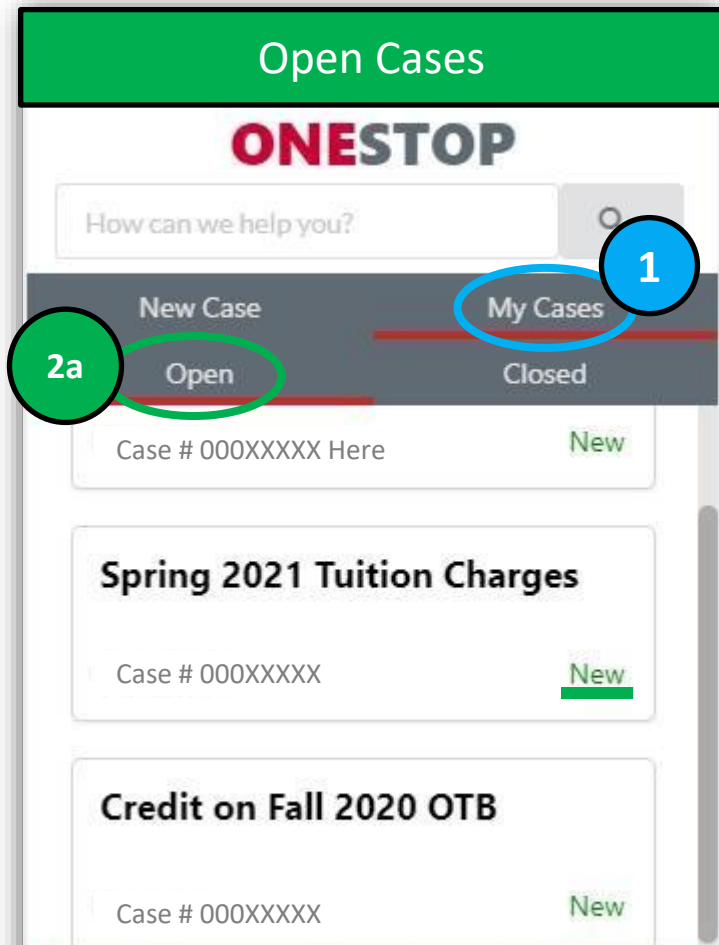 Open Cases
ONESTOP
How can we help you?
1
New Case My Cases
2a
Open Closed
Case # 000XXXXX Here New
Spring 2021 Tuition Charges
Case # 000XXXXX New
Credit on Fall 2020 OTB
Case # 000XXXXX New